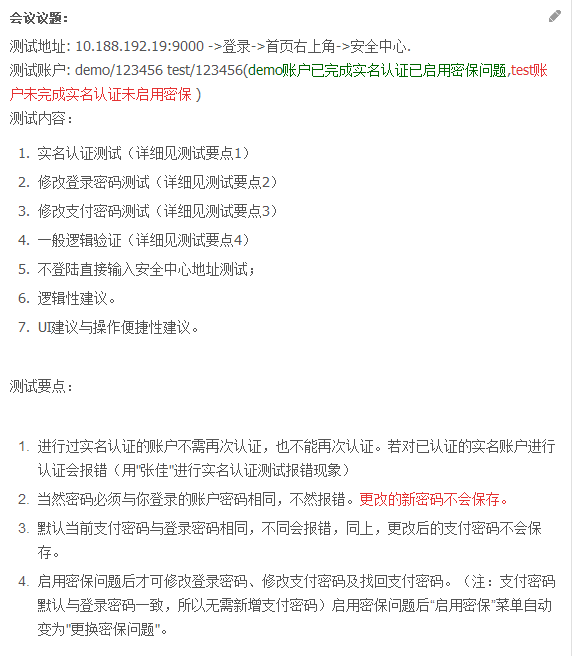 会议议题:
测试地址: 10.188.192.19:9000 ->登录->首页右上角->安全中心.
测试账户: demo/123456 test/123456(demo账户已完成实名认证已启用密保问题,test账
户未完成实名认证未启用密保 )
测试内容：
1. 实名认证测试（详细见测试要点1）
2. 修改登录密码测试（详细见测试要点2）
3. 修改支付密码测试（详细见测试要点3）
4. 一般逻辑验证（详细见测试要点4）
5. 不登陆直接输入安全中心地址测试；
6. 逻辑性建议。
7. UI建议与操作便捷性建议。
测试要点：
1. 进行过实名认证的账户不需再次认证，也不能再次认证。若对已认证的实名账户进行
认证会报错（用"张佳"进行实名认证测试报错现象）
2. 当然密码必须与你登录的账户密码相同，不然报错。更改的新密码不会保存。
3. 默认当前支付密码与登录密码相同，不同会报错，同上，更改后的支付密码不会保
存。
4. 启用密保问题后才可修改登录密码、修改支付密码及找回支付密码。（注：支付密码
默认与登录密码一致，所以无需新增支付密码）启用密保问题后“启用密保”菜单自动
变为"更换密保问题"。